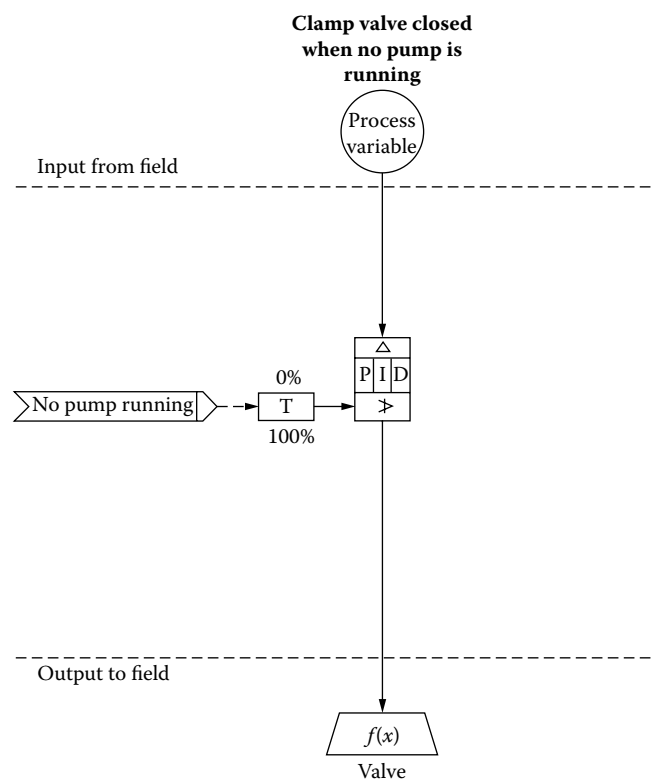 Clamp valve closed
when no pump is
running
Process
variable
Input from field
Δ
P I D
0%
No pump running
T
≯
100%
Output to field
f(x)
Valve